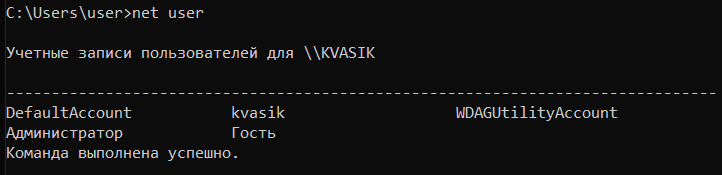 C:\Users\user>net user
Учетные записи пользователей для \\KVASIK
-------------------------------------------------------------------------------
DefaultAccount kvasik WDAGUtilityAccount
Администратор Гость
Команда выполнена успешно.